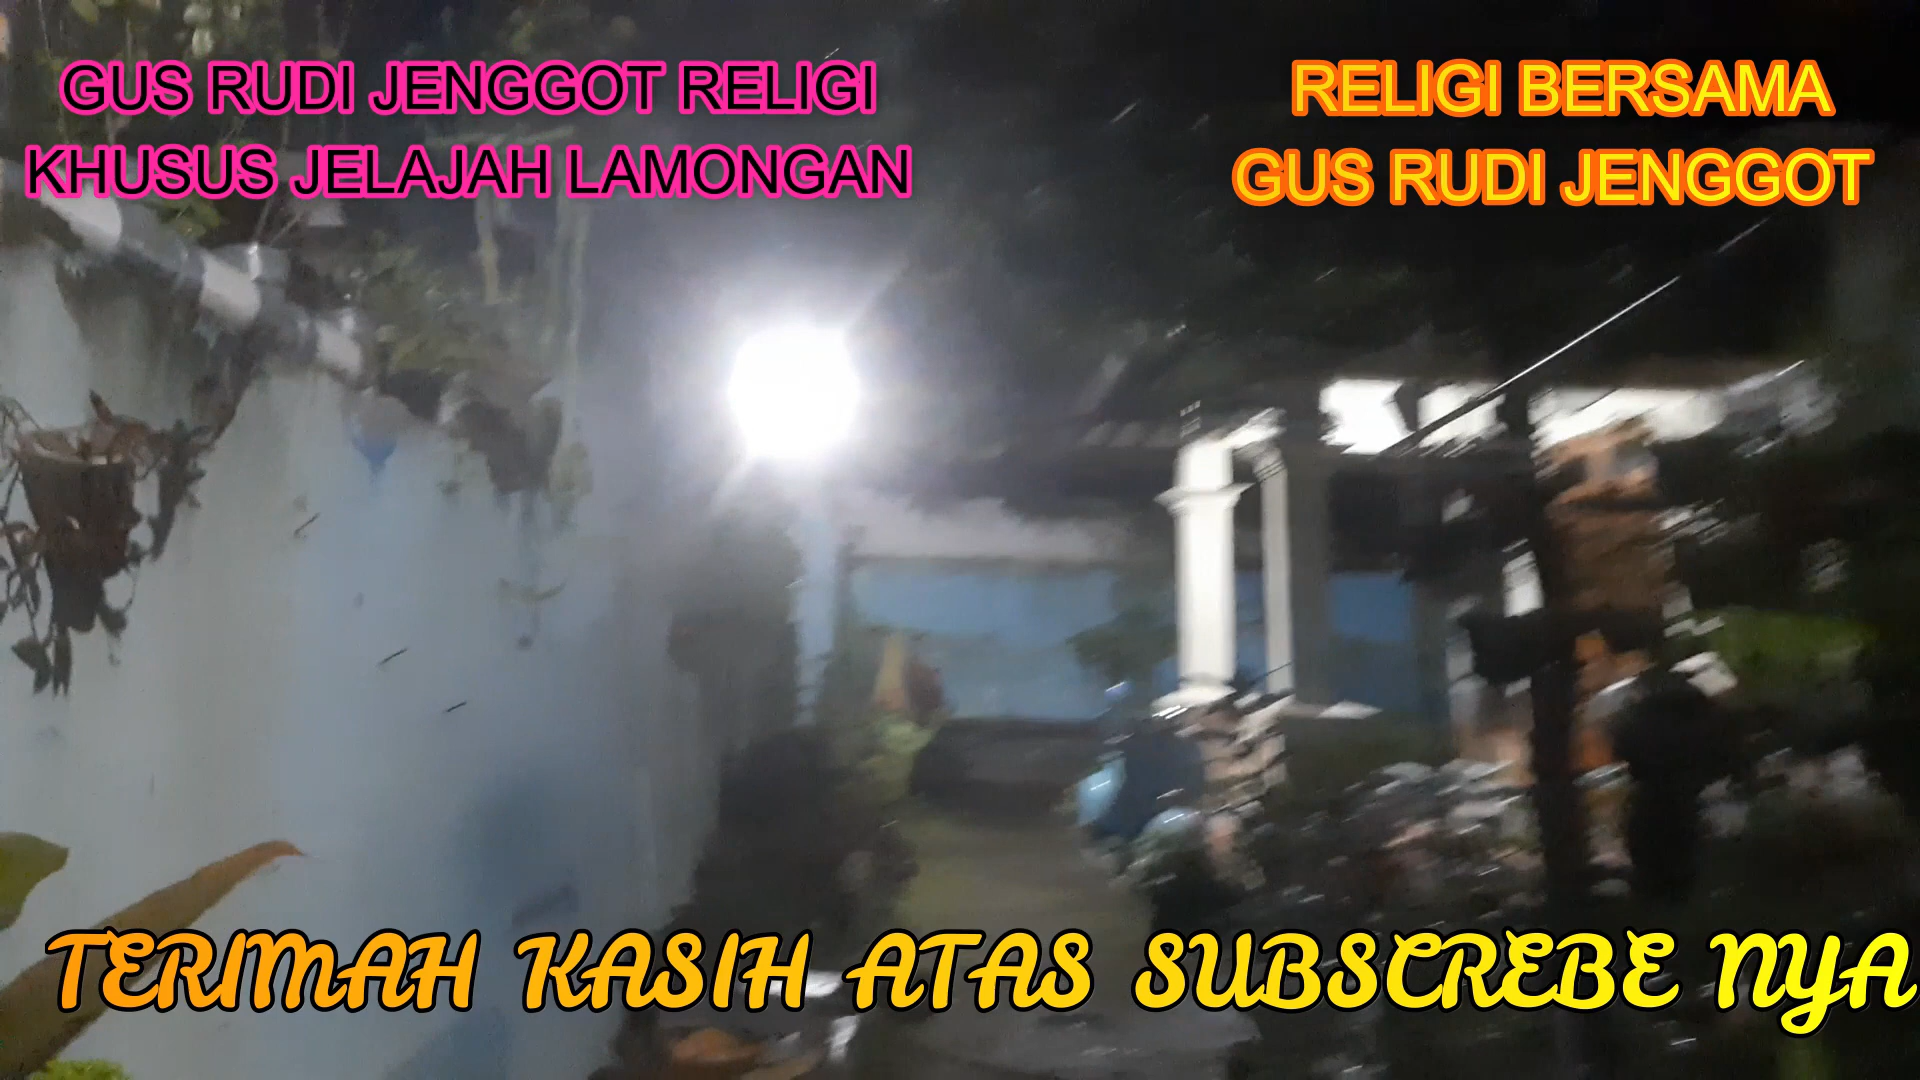 GUS RUDI JENGGOT RELIGI
KHUSUS JELAJAH LAMONGAN
RELIGI BERSAMA
GUS RUDI JENGGOT
TERIMAH KASIH ATAS SUBSCREBE NYA